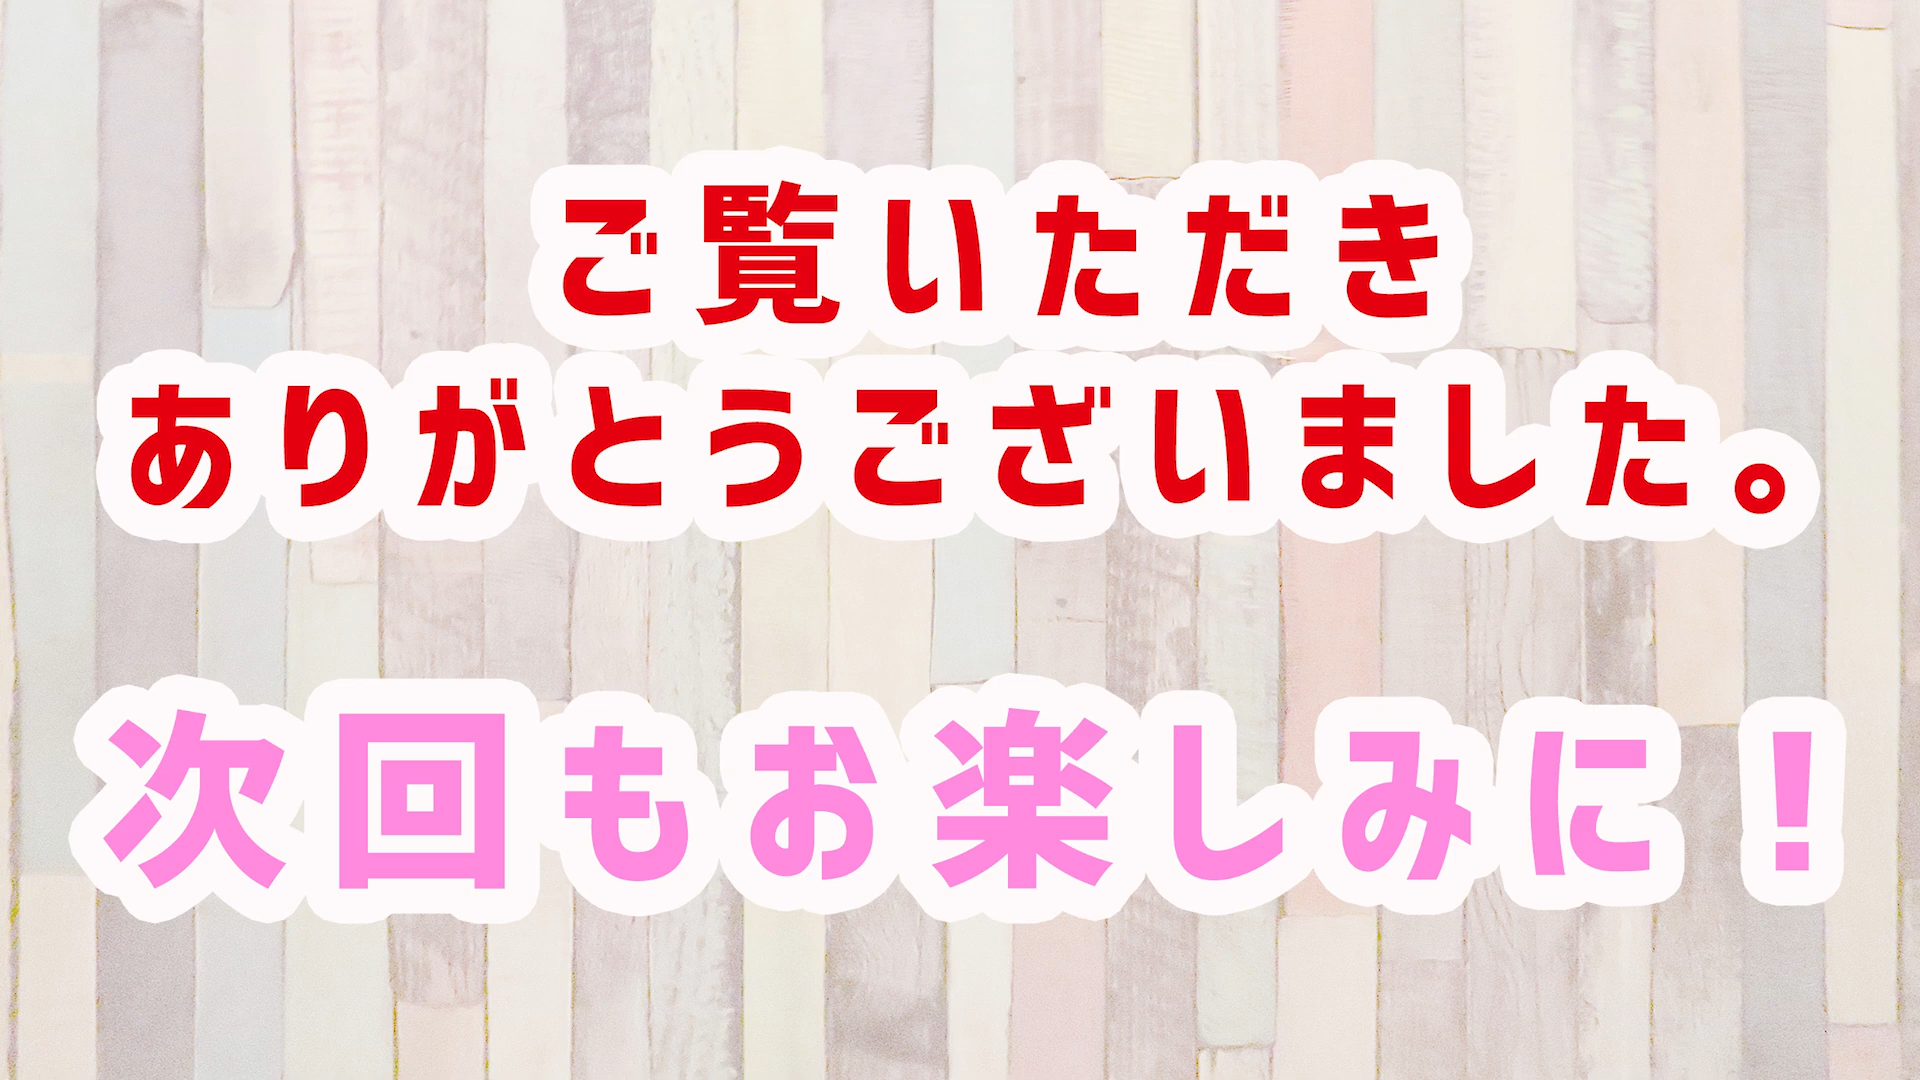 ご覧いただき
ありがとうございました。
次回もお楽しみに！